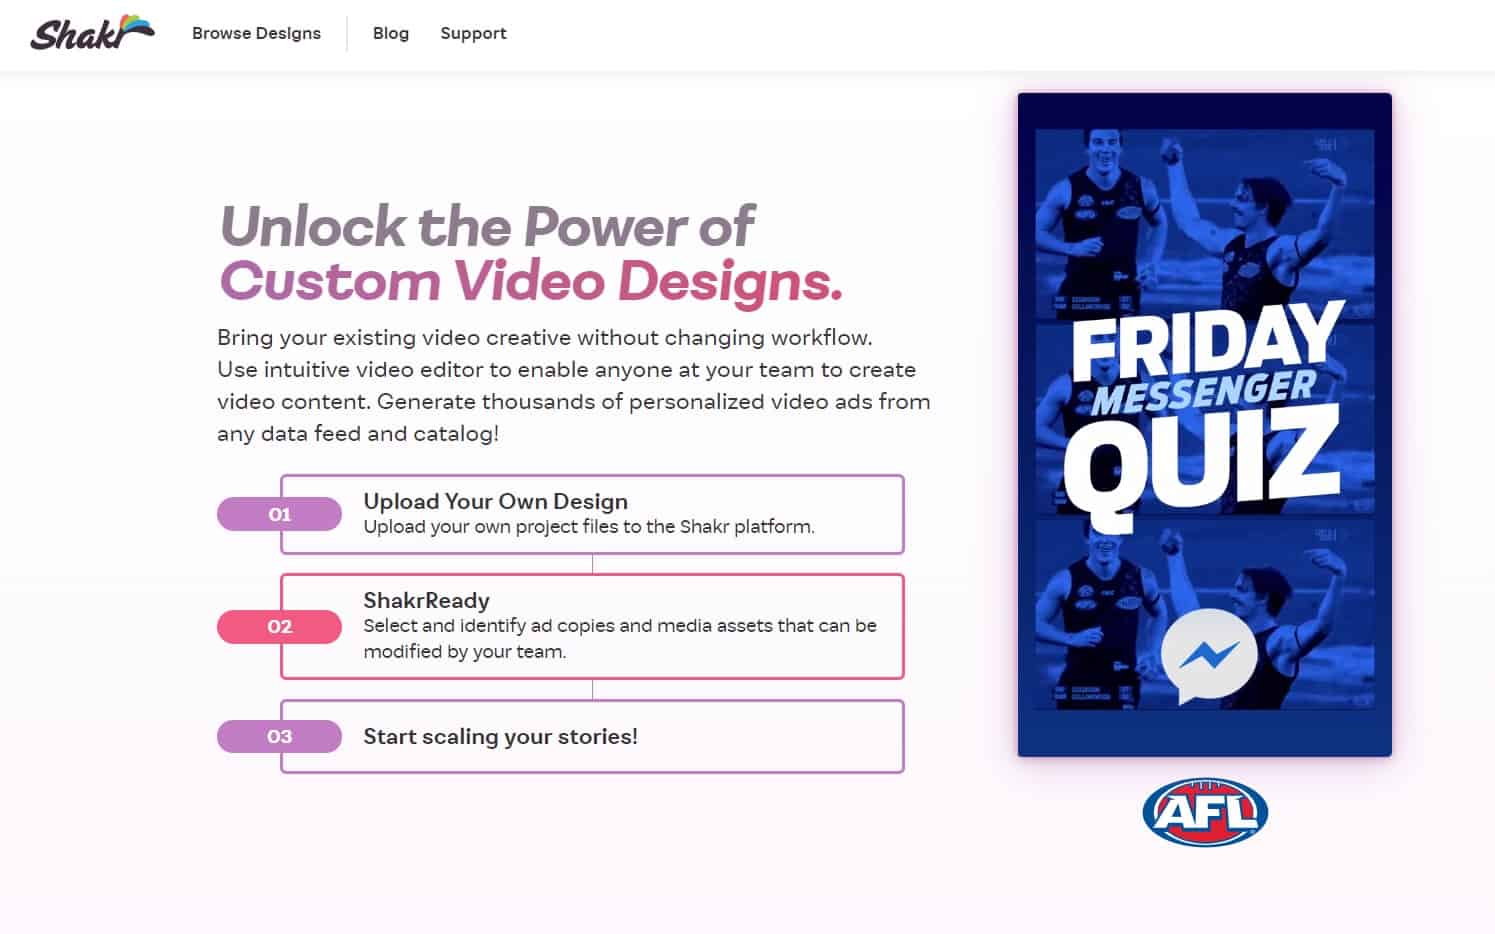 Shakr
Browse Designs
Blog
Support
Unlock the Power of
Custom Video Designs.
Bring your existing video creative without changing workflow.
Use intuitive video editor to enable anyone at your team to create
video content. Generate thousands of personalized video ads from
any data feed and catalog!
01
Upload Your Own Design
Upload your own project files to the Shakr platform.
02
ShakrReady
Select and identify ad copies and media assets that can be
modified by your team.
03
Start scaling your stories!
FRIDAY
MESSENGER
QUIZ
AFL